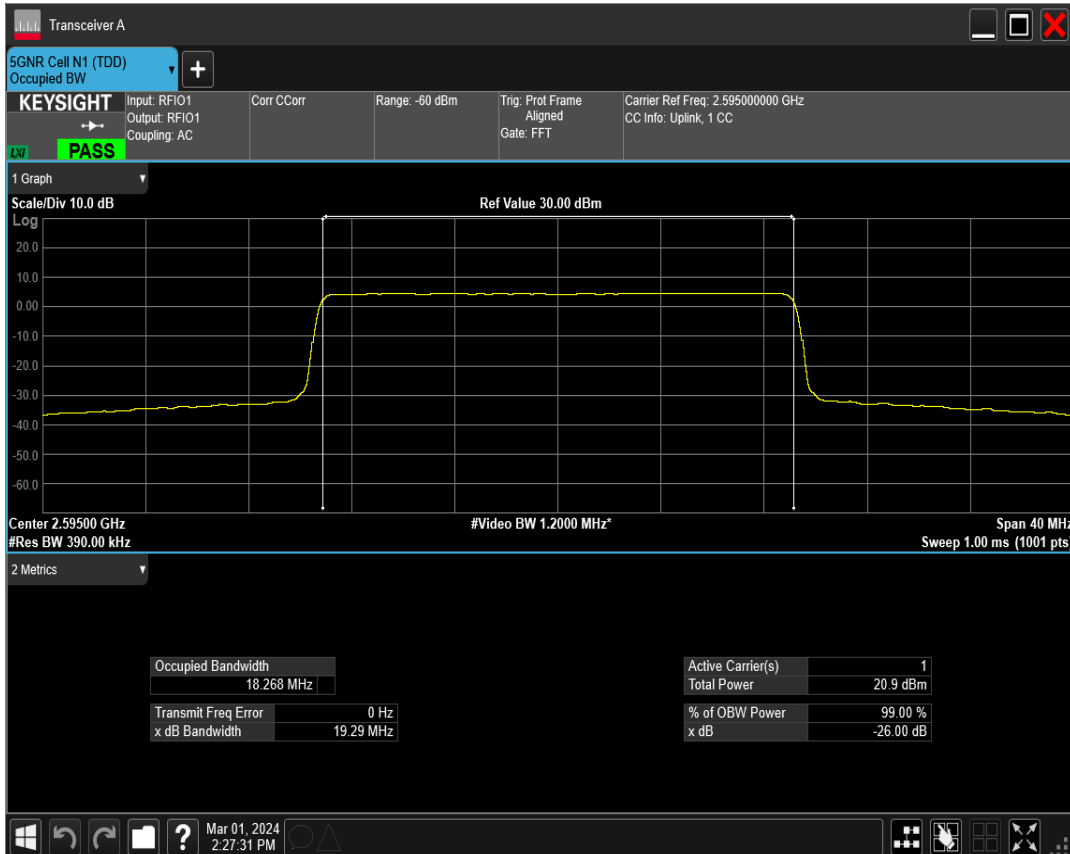 Transceiver A
5GNR Cell N1 (TDD)
Occupied BW
+
KEYSIGHT
LXI
PASS
Input: RFIO1
Output: RFIO1
Coupling: AC
Corr CCorr
Range: -60 dBm
Trig: Prot Frame
Aligned
Gate: FFT
Carrier Ref Freq: 2.595000000 GHz
CC Info: Uplink, 1 CC
1 Graph
Scale/Div 10.0 dB
Ref Value 30.00 dBm
Log
20.0
10.0
0.00
-10.0
-20.0
-30.0
-40.0
-50.0
-60.0
Center 2.59500 GHz
#Video BW 1.2000 MHz*
Span 40 MHz
#Res BW 390.00 kHz
Sweep 1.00 ms (1001 pts)
2 Metrics
Occupied Bandwidth
18.268 MHz
Transmit Freq Error 0 Hz
x dB Bandwidth 19.29 MHz
Active Carrier(s) 1
Total Power 20.9 dBm
% of OBW Power 99.00 %
x dB -26.00 dB
?
Mar 01, 2024
2:27:31 PM